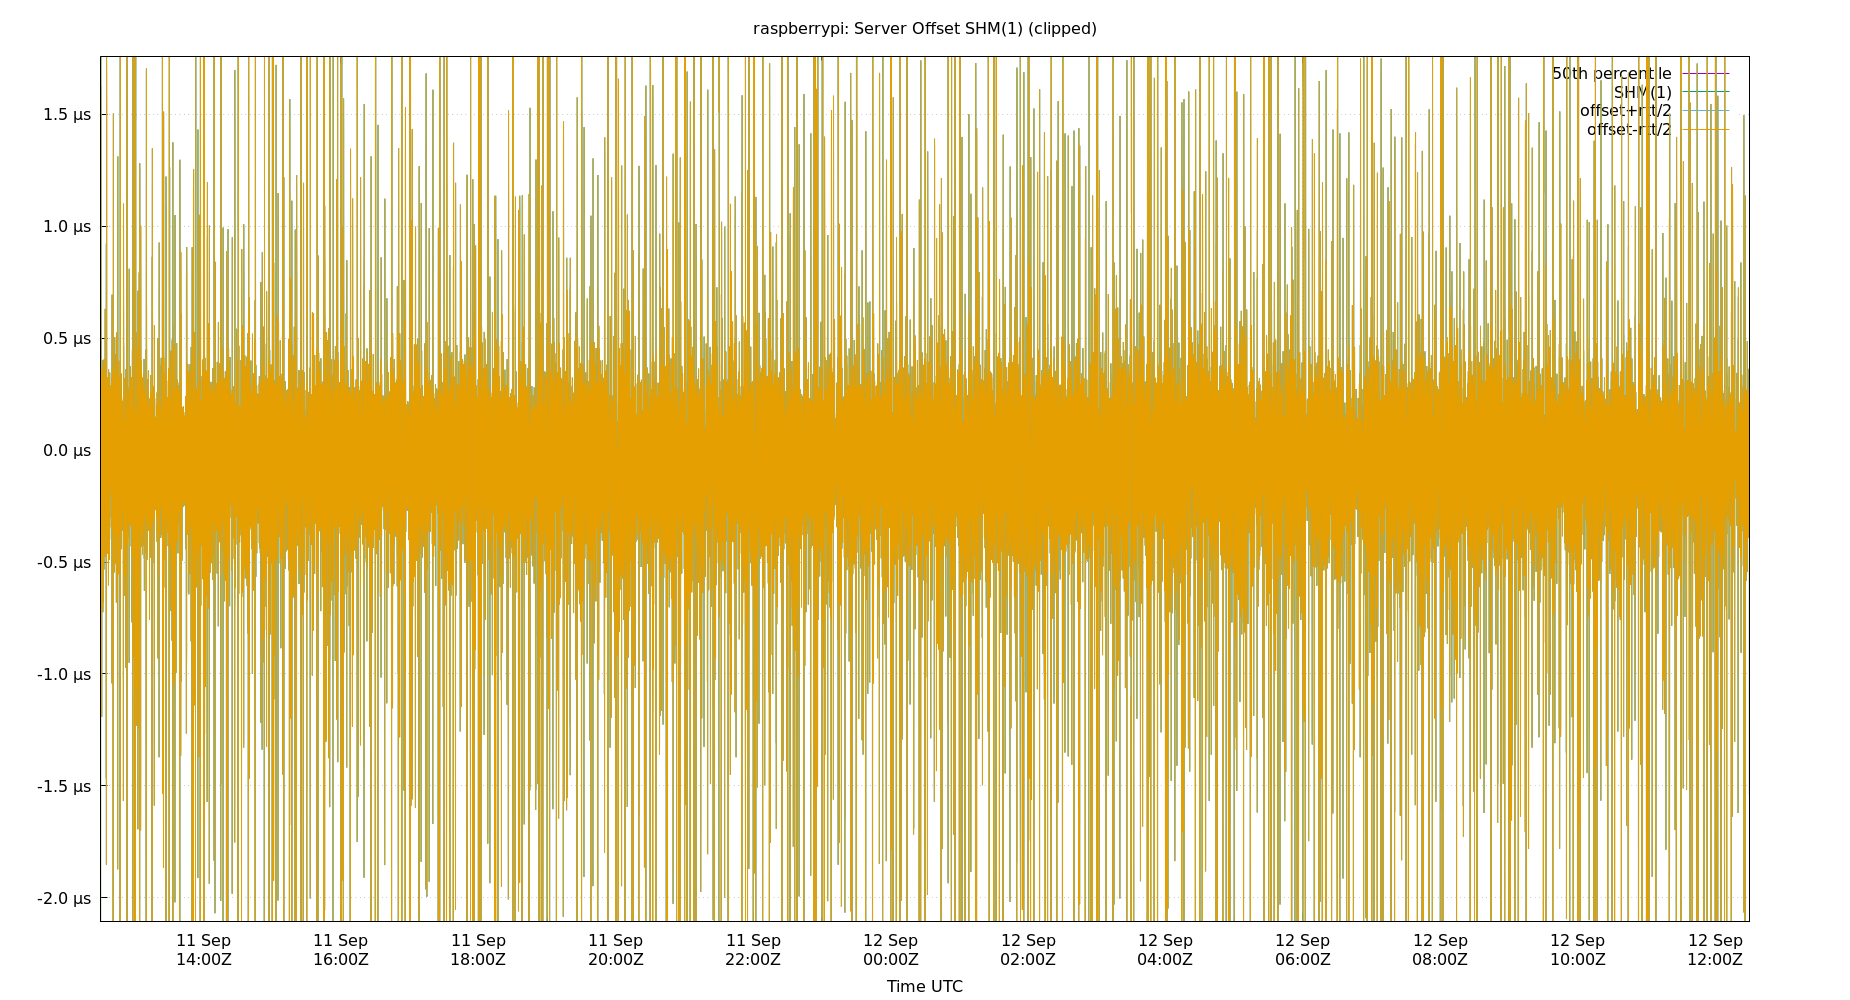 raspberrypi: Server Offset SHM(1) (clipped)
50th percentile
SHM(1)
offset+rtt/2
offset-rtt/2
1.5 µs
1.0 µs
0.5 µs
0.0 µs
-0.5 µs
-1.0 µs
-1.5 µs
-2.0 µs
11 Sep 11 Sep 11 Sep 11 Sep 11 Sep 12 Sep 12 Sep 12 Sep 12 Sep 12 Sep 12 Sep 12 Sep
14:00Z 16:00Z 18:00Z 20:00Z 22:00Z 00:00Z 02:00Z 04:00Z 06:00Z 08:00Z 10:00Z 12:00Z
Time UTC